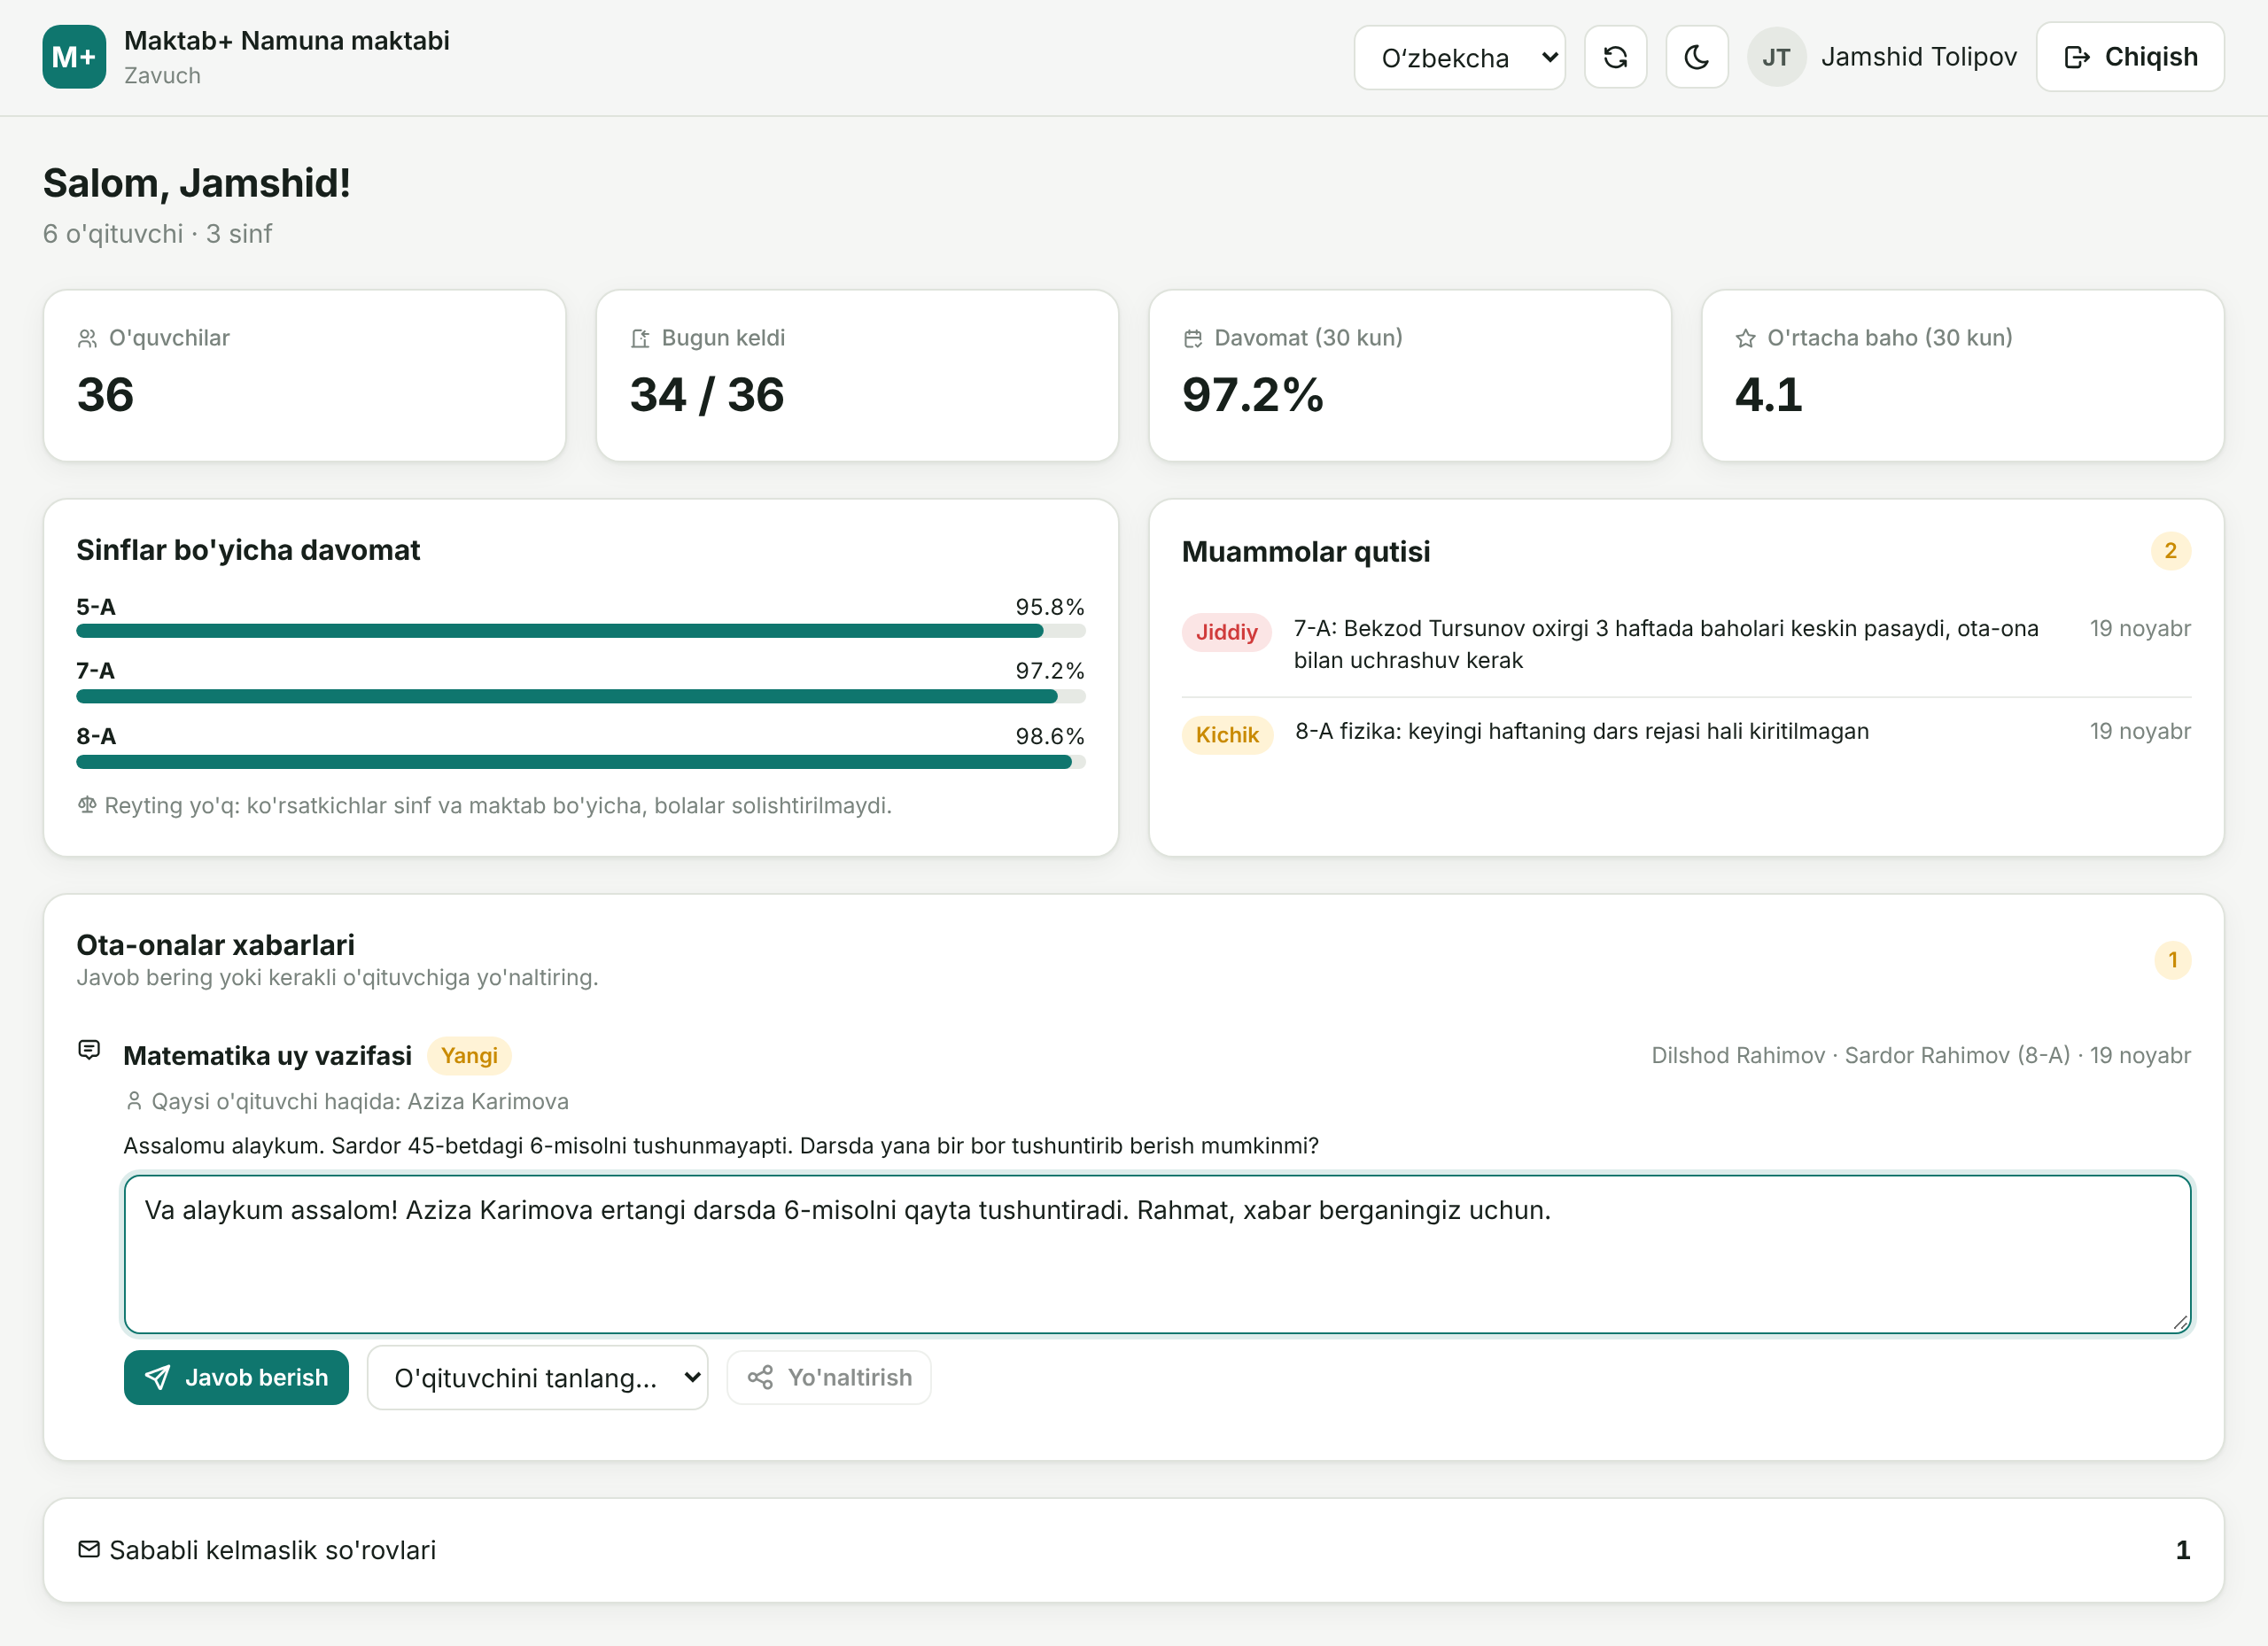 M+
Maktab+ Namuna maktabi
Zavuch
Oʻzbekcha
JT
Jamshid Tolipov
Chiqish
Salom, Jamshid!
6 o'qituvchi · 3 sinf
O'quvchilar
36
Bugun keldi
34 / 36
Davomat (30 kun)
97.2%
O'rtacha baho (30 kun)
4.1
Sinflar bo'yicha davomat
5-A 95.8%
7-A 97.2%
8-A 98.6%
Reyting yo'q: ko'rsatkichlar sinf va maktab bo'yicha, bolalar solishtirilmaydi.
Muammolar qutisi
2
Jiddiy
7-A: Bekzod Tursunov oxirgi 3 haftada baholari keskin pasaydi, ota-ona
bilan uchrashuv kerak
19 noyabr
Kichik
8-A fizika: keyingi haftaning dars rejasi hali kiritilmagan
19 noyabr
Ota-onalar xabarlari
Javob bering yoki kerakli o'qituvchiga yo'naltiring.
1
Matematika uy vazifasi
Yangi
Dilshod Rahimov · Sardor Rahimov (8-A) · 19 noyabr
Qaysi o'qituvchi haqida: Aziza Karimova
Assalomu alaykum. Sardor 45-betdagi 6-misolni tushunmayapti. Darsda yana bir bor tushuntirib berish mumkinmi?
Va alaykum assalom! Aziza Karimova ertangi darsda 6-misolni qayta tushuntiradi. Rahmat, xabar berganingiz uchun.
Javob berish
O'qituvchini tanlang...
Yo'naltirish
Sababli kelmaslik so'rovlari
1